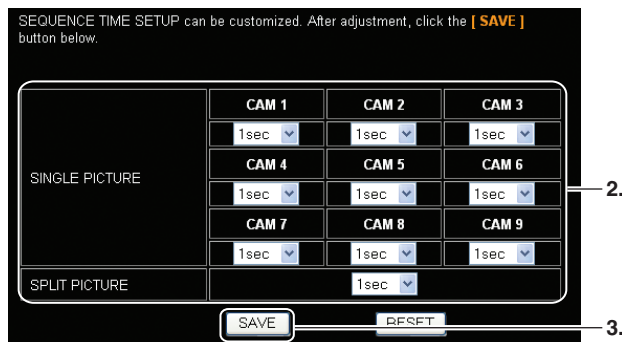 SEQUENCE TIME SETUP can be customized. After adjustment, click the [ SAVE ]
button below.
CAM 1 CAM 2 CAM 3
1sec 1sec 1sec
SINGLE PICTURE
CAM 4 CAM 5 CAM 6
1sec 1sec 1sec
2.
CAM 7 CAM 8 CAM 9
1sec 1sec 1sec
SPLIT PICTURE 1sec
SAVE RESET
3.